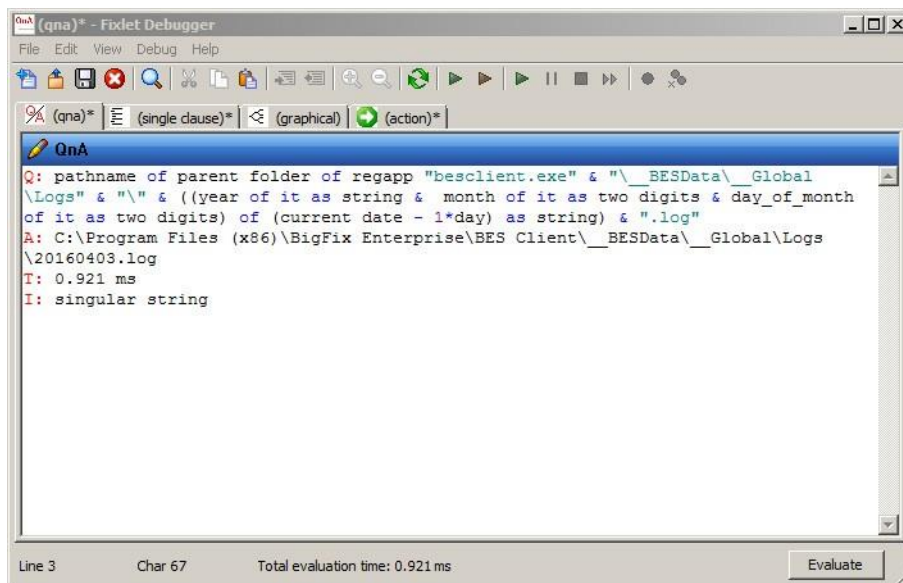 (qna)* - Fixlet Debugger
File Edit View Debug Help
(qna)* (single clause)* (graphical) (action)*
QnA
Q: pathname of parent folder of regapp "besclient.exe" & "\__BESData\__Global
\Logs" & "\" & ((year of it as string &  month of it as two digits & day_of_month
of it as two digits) of (current date - 1*day) as string) & ".log"
A: C:\Program Files (x86)\BigFix Enterprise\BES Client\__BESData\__Global\Logs
\20160403.log
T: 0.921 ms
I: singular string
Line 3 Char 67 Total evaluation time: 0.921 ms Evaluate